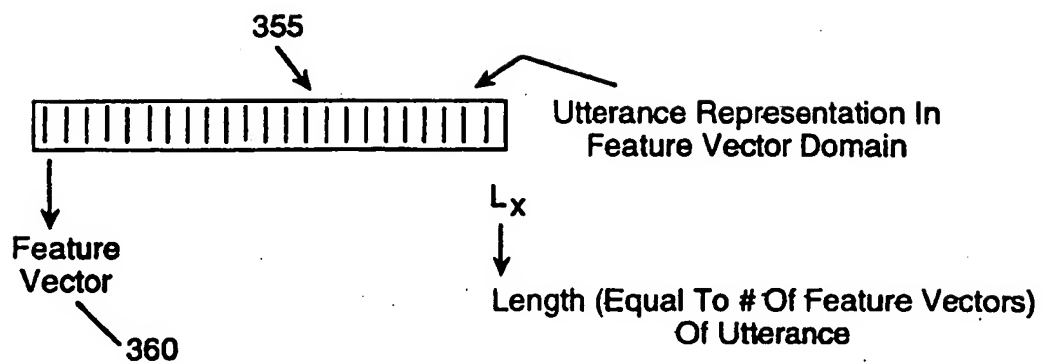 355
Utterance Representation In
Feature Vector Domain
Lx
Feature
Vector
Length (Equal To # Of Feature Vectors)
Of Utterance
360